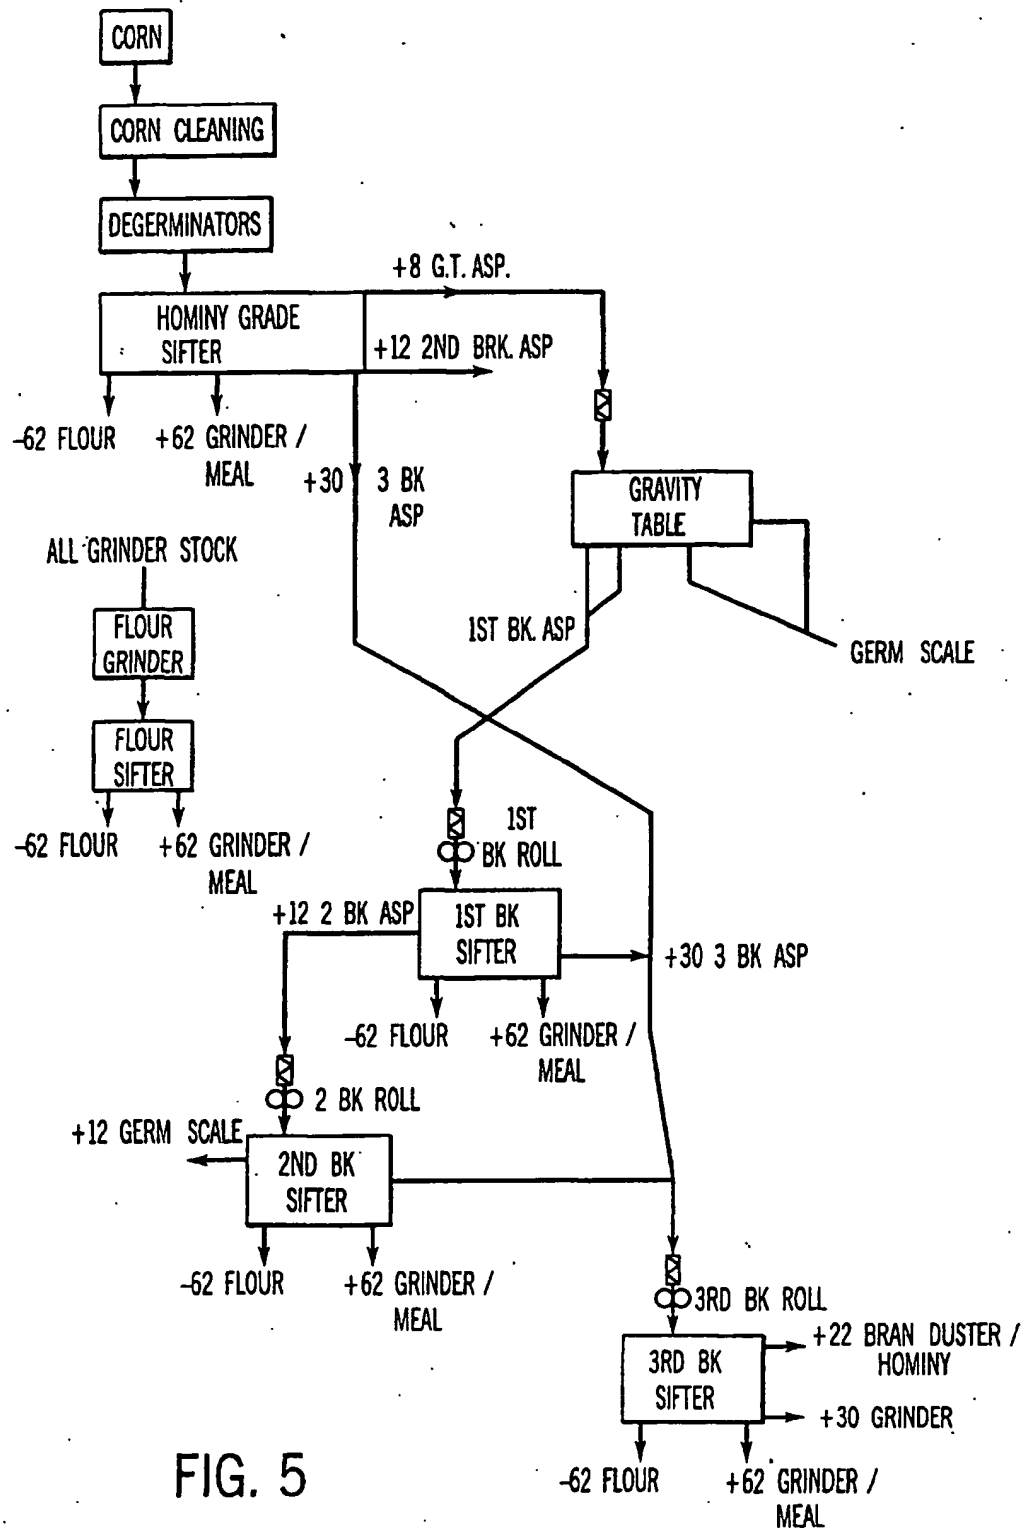 CORN
CORN CLEANING
DEGERMINATORS
+8 G.T. ASP.
HOMINY GRADE
SIFTER
+12 2ND BRK. ASP
-62 FLOUR
+62 GRINDER /
MEAL
+30 3 BK
ASP
GRAVITY
TABLE
ALL GRINDER STOCK
FLOUR
GRINDER
1ST BK. ASP
GERM SCALE
FLOUR
SIFTER
-62 FLOUR
+62 GRINDER /
MEAL
1ST
BK ROLL
+12 2 BK ASP
1ST BK
SIFTER
+30 3 BK ASP
-62 FLOUR
+62 GRINDER /
MEAL
2 BK ROLL
+12 GERM SCALE
2ND BK
SIFTER
-62 FLOUR
+62 GRINDER /
MEAL
3RD BK ROLL
+22 BRAN DUSTER /
HOMINY
3RD BK
SIFTER
+30 GRINDER
-62 FLOUR
+62 GRINDER /
MEAL
FIG. 5